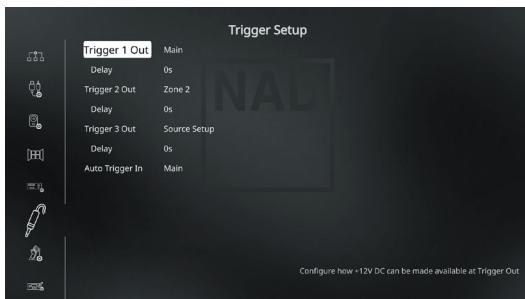 Trigger Setup
Trigger 1 Out Main
Delay 0s
Trigger 2 Out Zone 2
Delay 0s
Trigger 3 Out Source Setup
Delay 0s
Auto Trigger In Main
NAD
Configure how +12V DC can be made available at Trigger Out